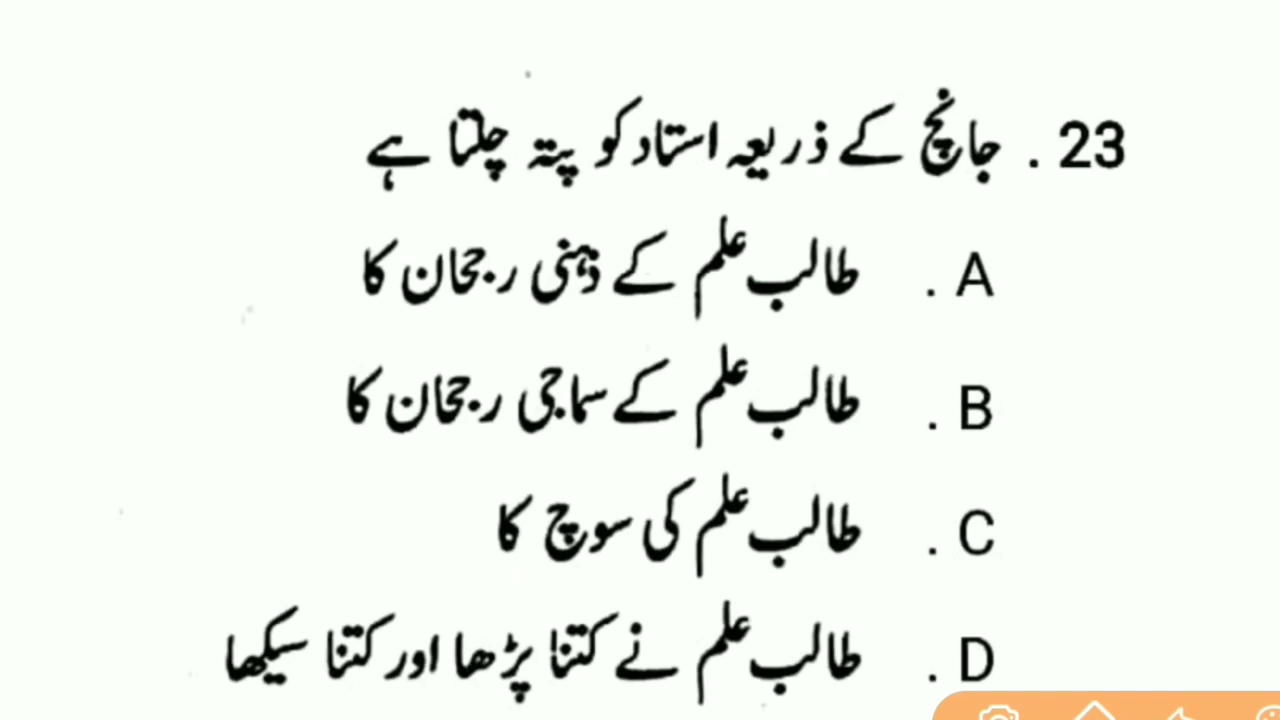 23. جانچ کے ذریعہ استاد کو پتہ چلتا ہے
A. طالب علم کے ذہنی رجحان کا
B. طالب علم کے سماجی رجحان کا
C. طالب علم کی سوچ کا
D. طالب علم نے کتنا پڑھا اور کتنا سیکھا